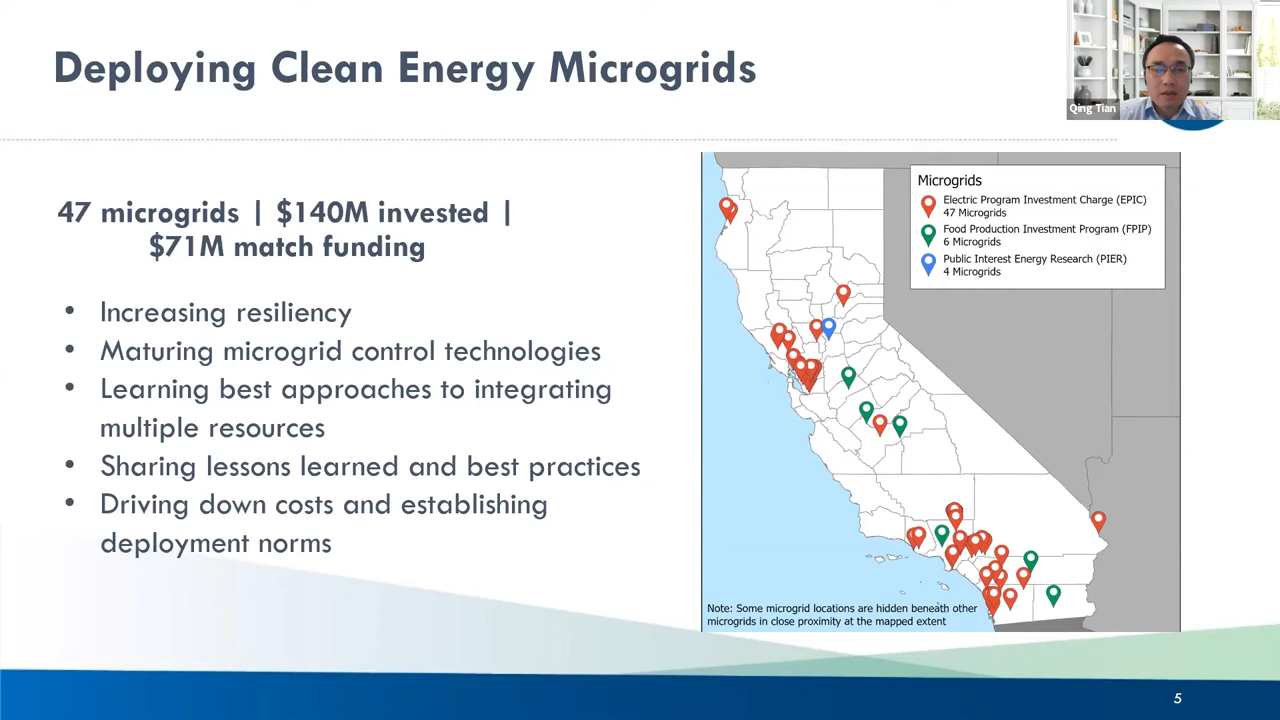 Deploying Clean Energy Microgrids
Qing Tian
47 microgrids | $140M invested |
$71M match funding
• Increasing resiliency
• Maturing microgrid control technologies
• Learning best approaches to integrating
multiple resources
• Sharing lessons learned and best practices
• Driving down costs and establishing
deployment norms
Microgrids
Electric Program Investment Charge (EPIC)
47 Microgrids
Food Production Investment Program (FPIP)
6 Microgrids
Public Interest Energy Research (PIER)
4 Microgrids
Note: Some microgrid locations are hidden beneath other
microgrids in close proximity at the mapped extent
5